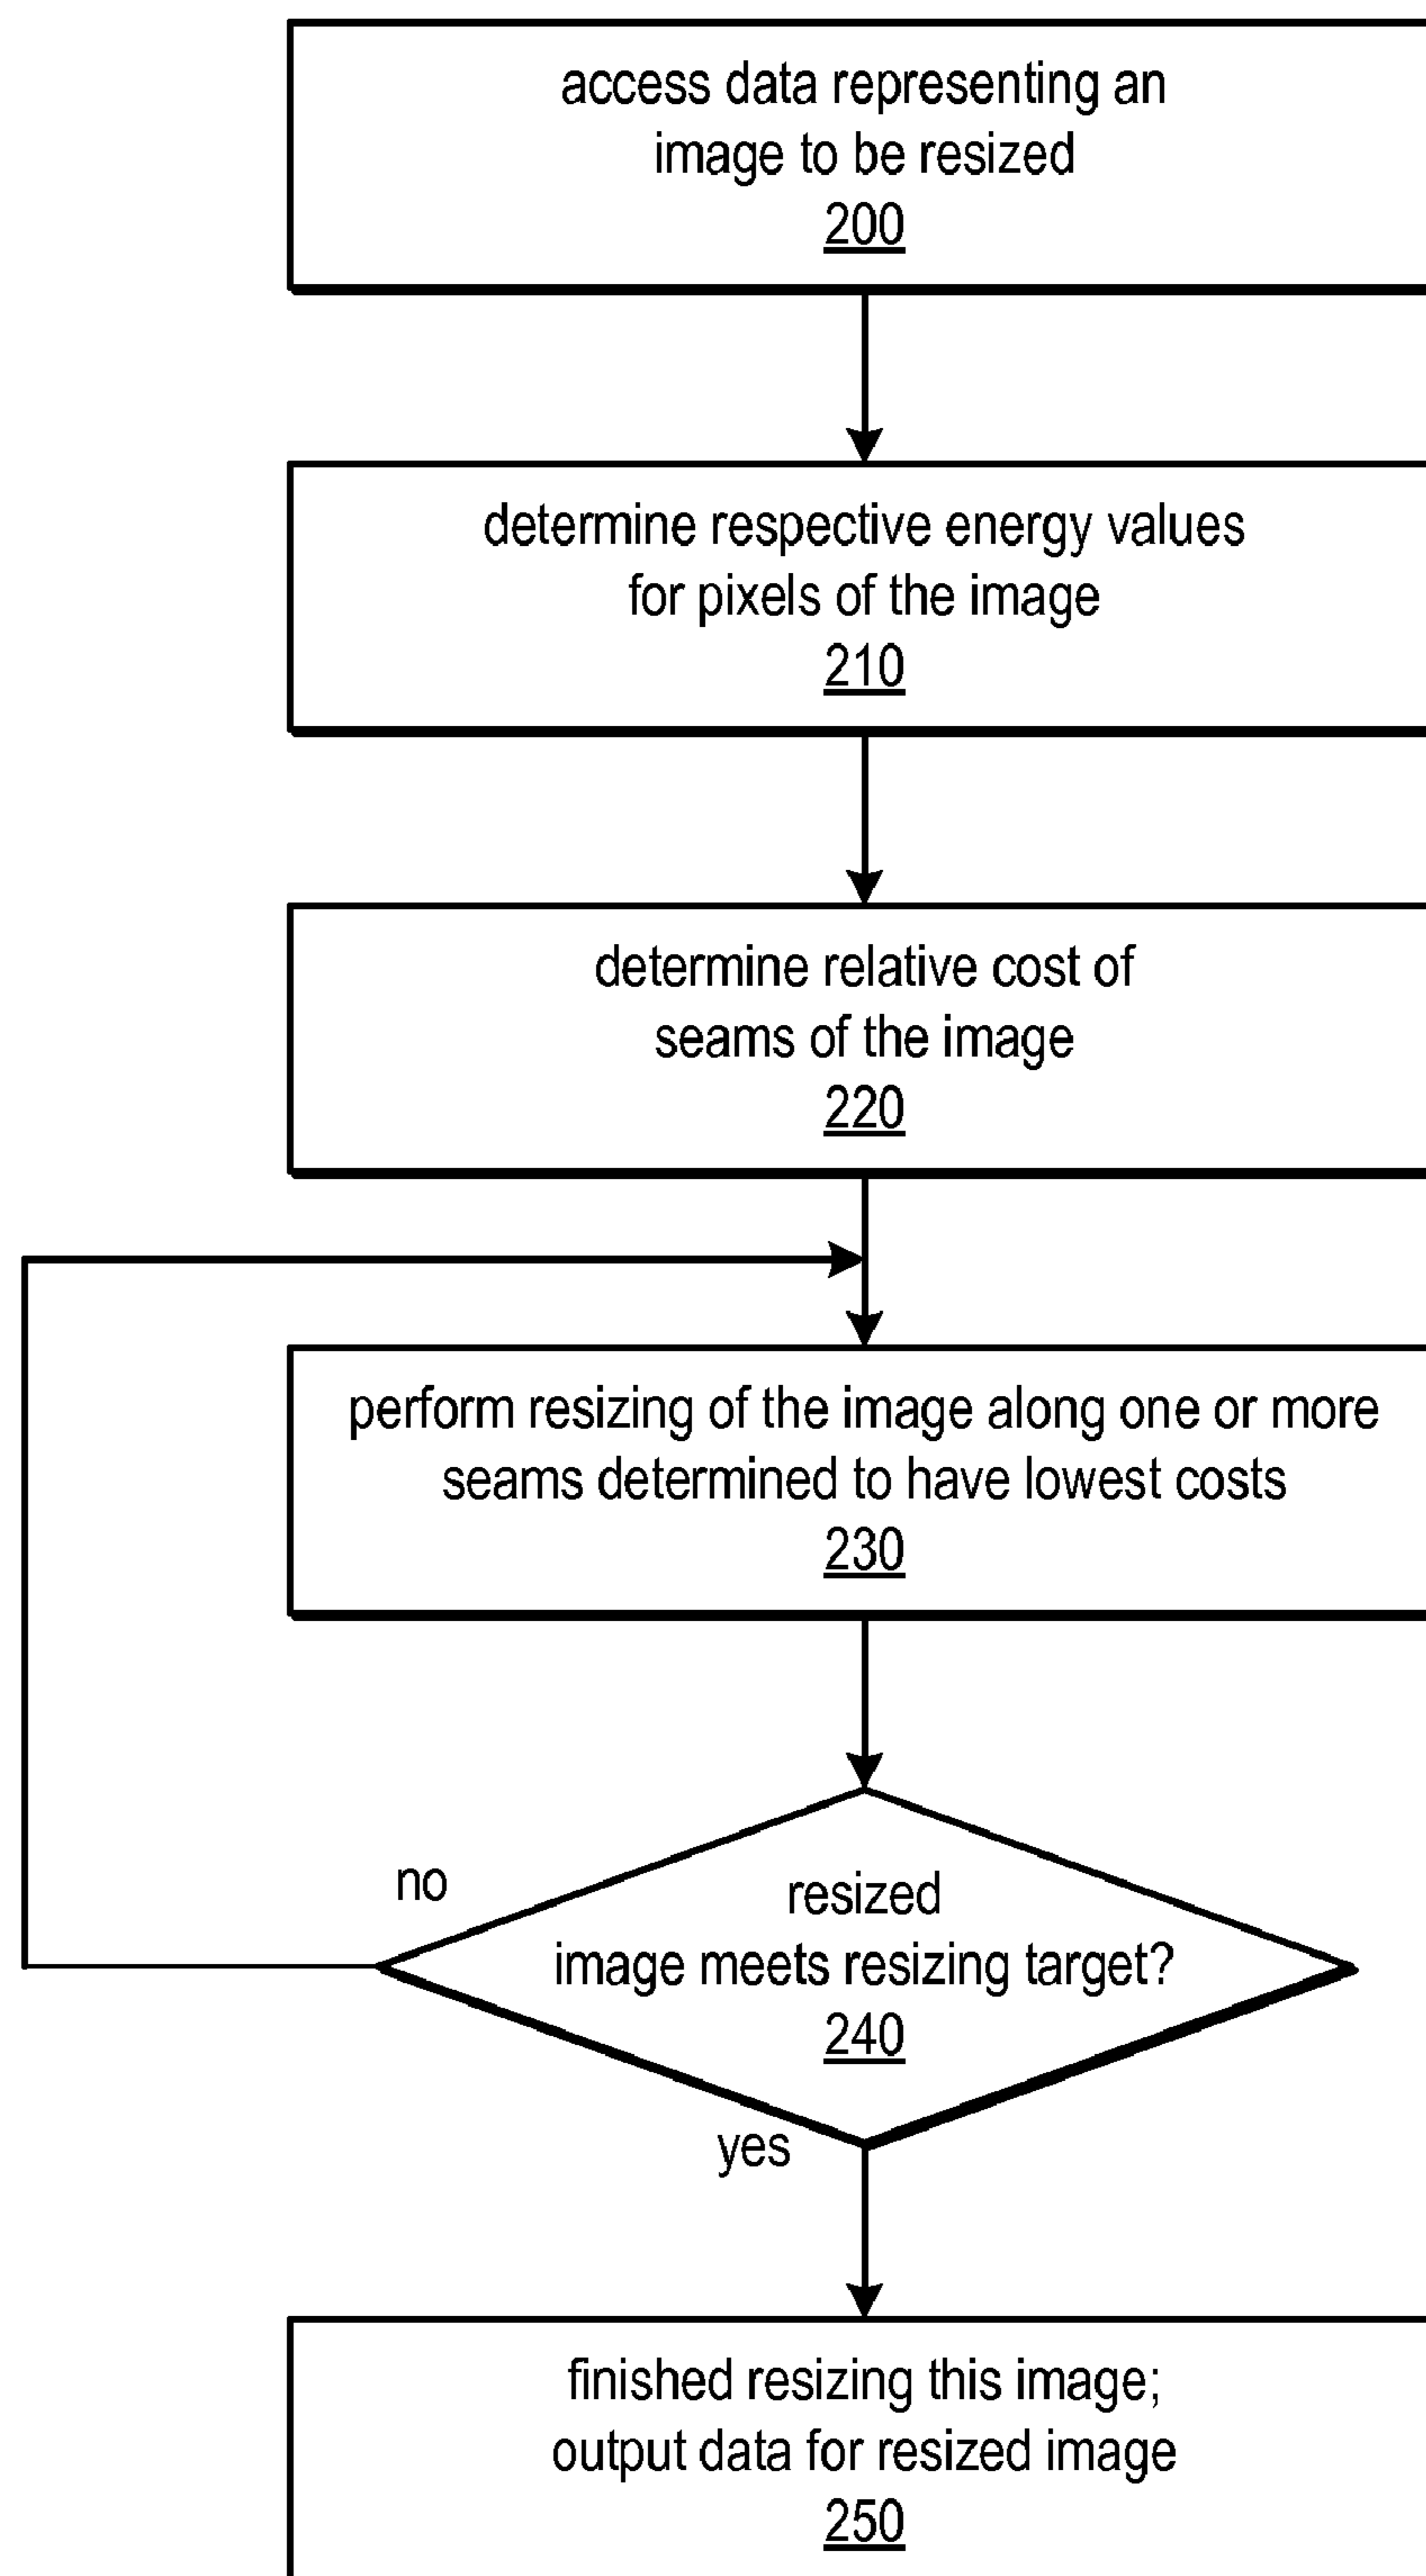 access data representing an
image to be resized
200
determine respective energy values
for pixels of the image
210
determine relative cost of
seams of the image
220
perform resizing of the image along one or more
seams determined to have lowest costs
230
no
resized
image meets resizing target?
240
yes
finished resizing this image;
output data for resized image
250